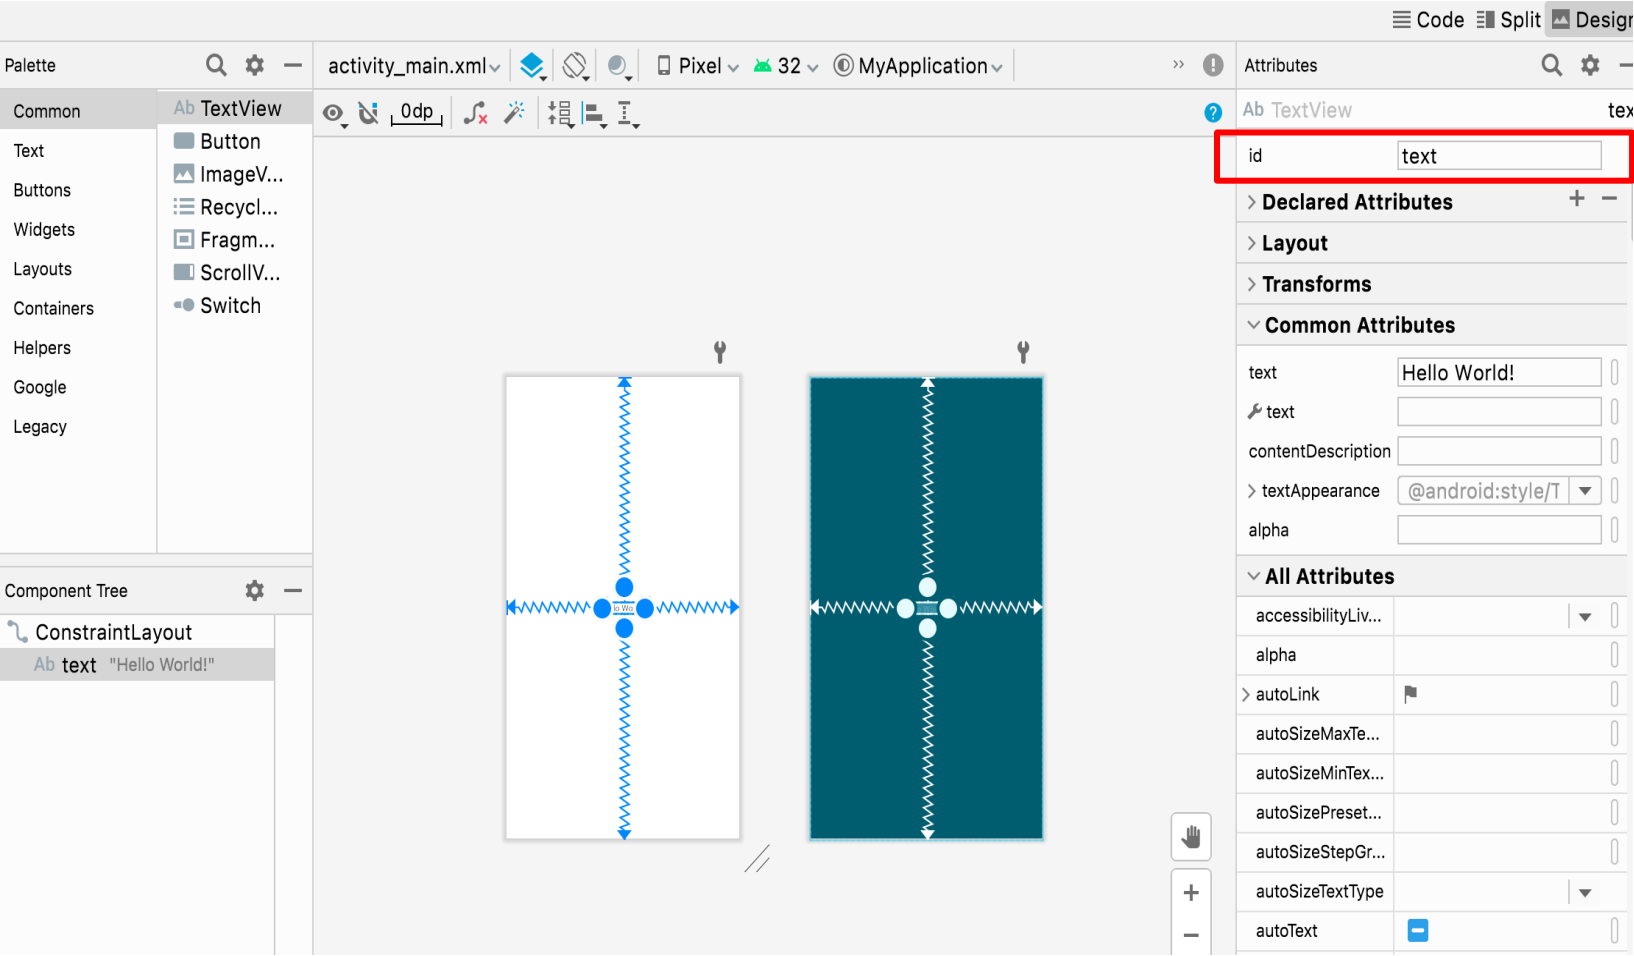 Code Split Design
Palette
activity_main.xml Pixel 32 MyApplication
Attributes
Common
Text
Buttons
Widgets
Layouts
Containers
Helpers
Google
Legacy
Ab TextView
Button
ImageV...
Recycl...
Fragm...
ScrollV...
Switch
0dp
Ab TextView
tex
id text
Declared Attributes
Layout
Transforms
Common Attributes
text Hello World!
text
contentDescription
textAppearance @android:style/T
alpha
All Attributes
accessibilityLiv...
alpha
autoLink
autoSizeMaxTe...
autoSizeMinTex...
autoSizePreset...
autoSizeStepGr...
autoSizeTextType
autoText
lo Wo
Component Tree
ConstraintLayout
Ab text "Hello World!"